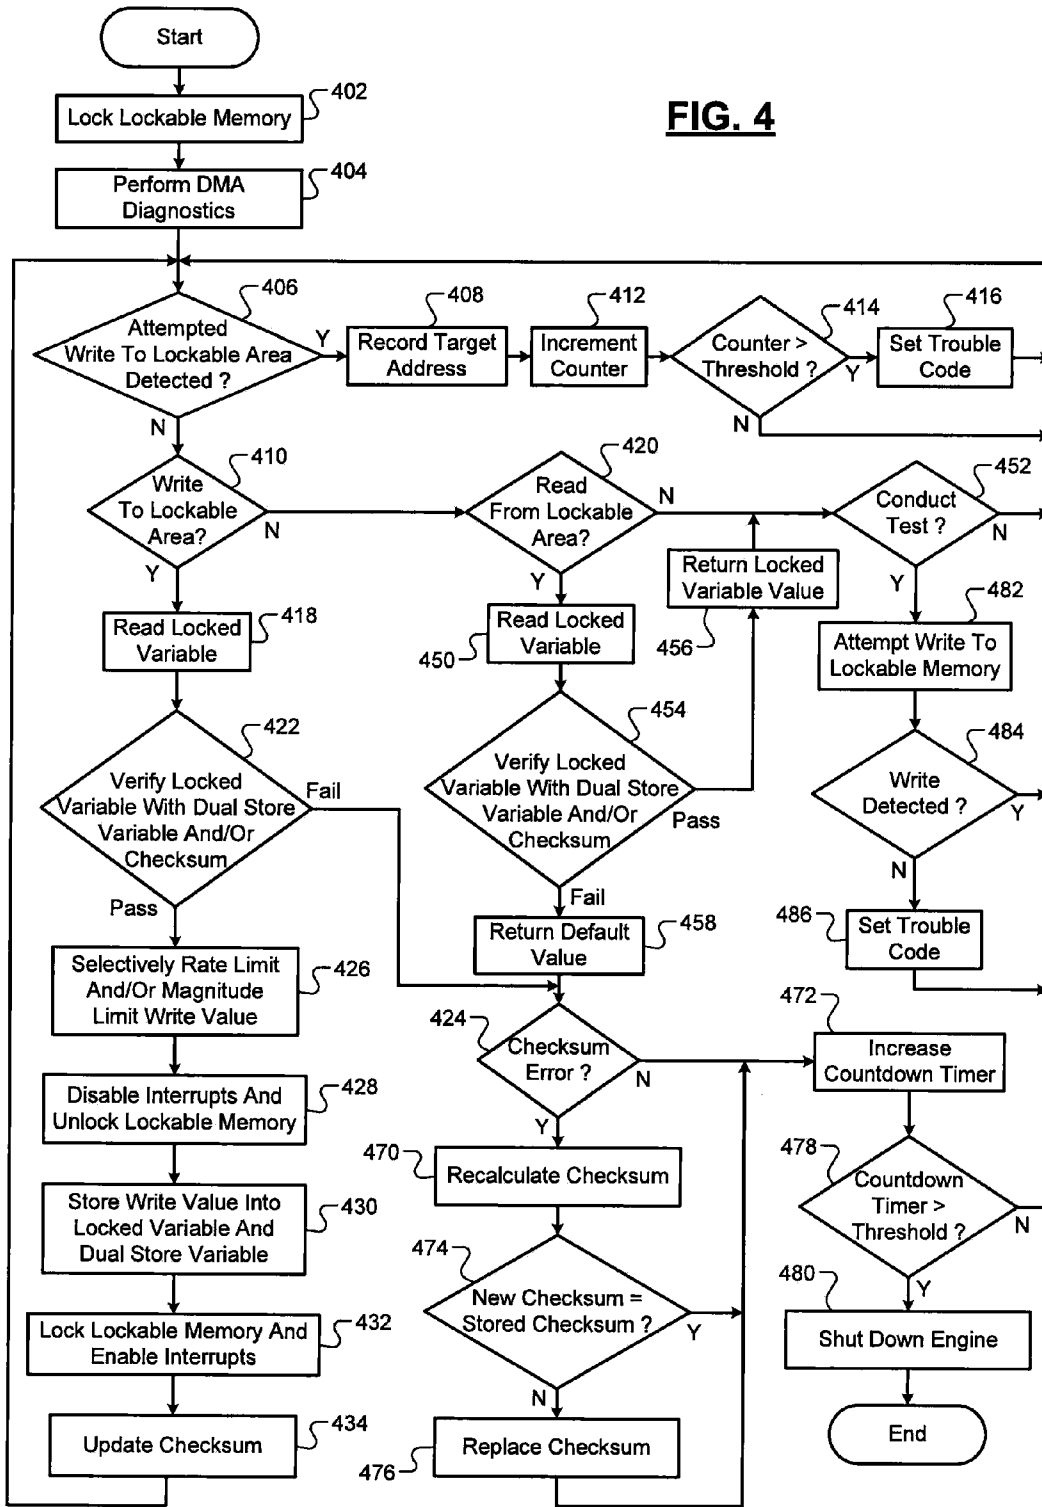 Start
FIG. 4
402
Lock Lockable Memory
404
Perform DMA
Diagnostics
406
Attempted
Write To Lockable Area
Detected ?
Y
N
408
Record Target
Address
412
Increment
Counter
414
Counter >
Threshold ?
Y
N
416
Set Trouble
Code
410
Write
To Lockable
Area?
N
Y
420
Read
From Lockable
Area?
N
Y
452
Conduct
Test ?
N
Y
Return Locked
Variable Value
456
418
Read Locked
Variable
450
Read Locked
Variable
482
Attempt Write To
Lockable Memory
422
Verify Locked
Variable With Dual Store
Variable And/Or
Checksum
Fail
Pass
454
Verify Locked
Variable With Dual Store
Variable And/Or
Checksum
Pass
Fail
484
Write
Detected ?
Y
N
458
Return Default
Value
486
Set Trouble
Code
426
Selectively Rate Limit
And/Or Magnitude
Limit Write Value
424
Checksum
Error ?
N
Y
472
Increase
Countdown Timer
428
Disable Interrupts And
Unlock Lockable Memory
470
Recalculate Checksum
478
Countdown
Timer >
Threshold ?
N
Y
430
Store Write Value Into
Locked Variable And
Dual Store Variable
474
New Checksum =
Stored Checksum ?
Y
N
480
Shut Down Engine
432
Lock Lockable Memory And
Enable Interrupts
434
Update Checksum
476
Replace Checksum
End